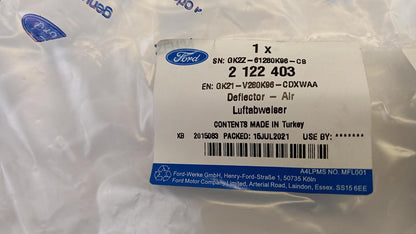 Ford
1 x
SN: GK2Z-61280K96-CB
2 122 403
EN: GK21-V280K96-CDXWAA
Deflector - Air
Luftabweiser
CONTENTS MADE IN Turkey
KB 2015083 PACKED: 15JUL2021 USE BY: *******
A4LPMS NO. MFL001
Ford-Werke GmbH, Henry-Ford-Straße 1, 50735 Köln
Ford Motor Company Limited, Arterial Road, Laindon, Essex. SS15 6EE